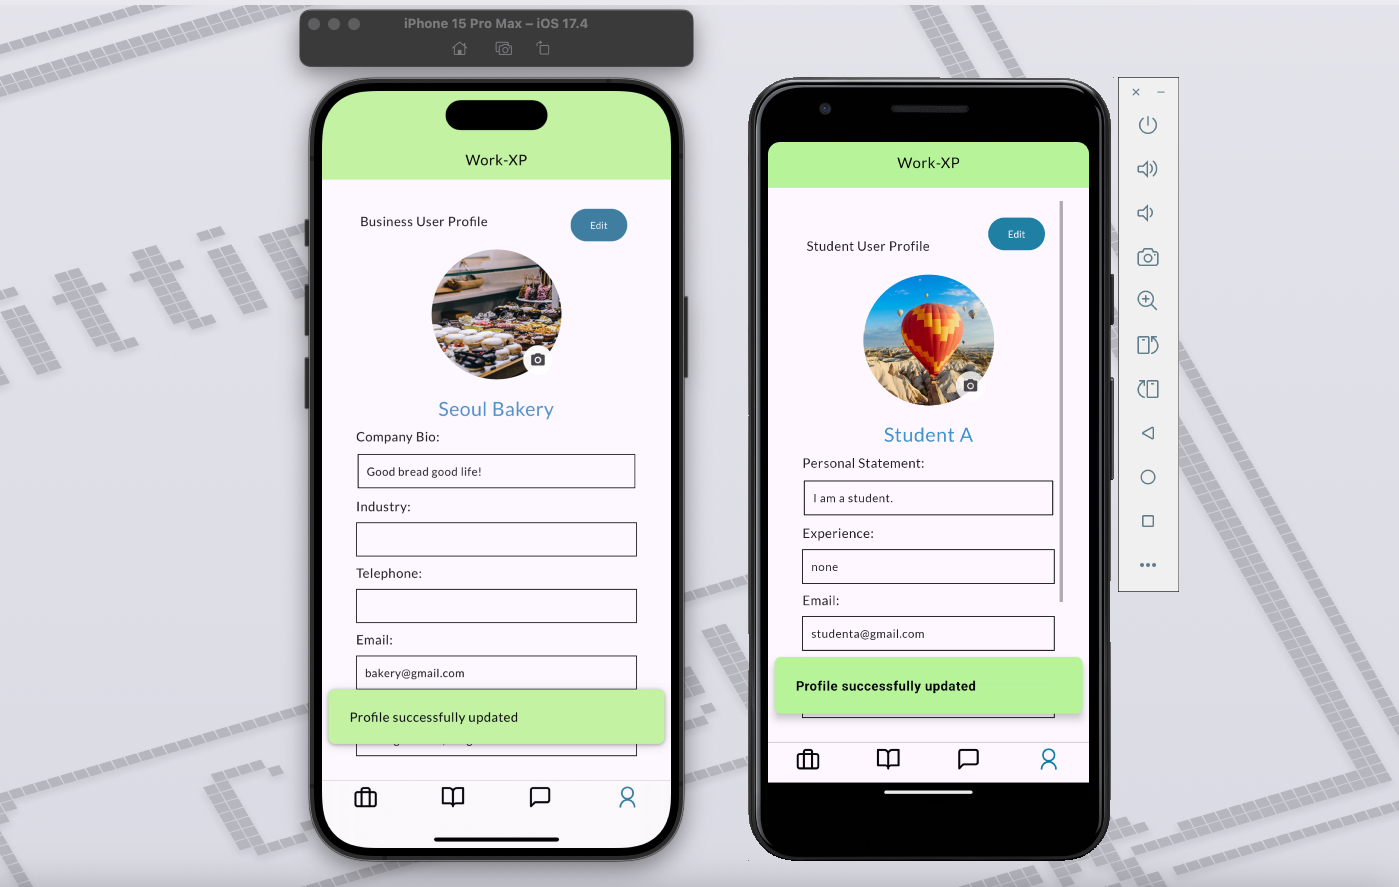 iPhone 15 Pro Max – iOS 17.4
Work-XP
Business User Profile
Edit
Seoul Bakery
Company Bio:
Good bread good life!
Industry:
Telephone:
Email:
bakery@gmail.com
Profile successfully updated
Work-XP
Student User Profile
Edit
Student A
Personal Statement:
I am a student.
Experience:
none
Email:
studenta@gmail.com
Profile successfully updated